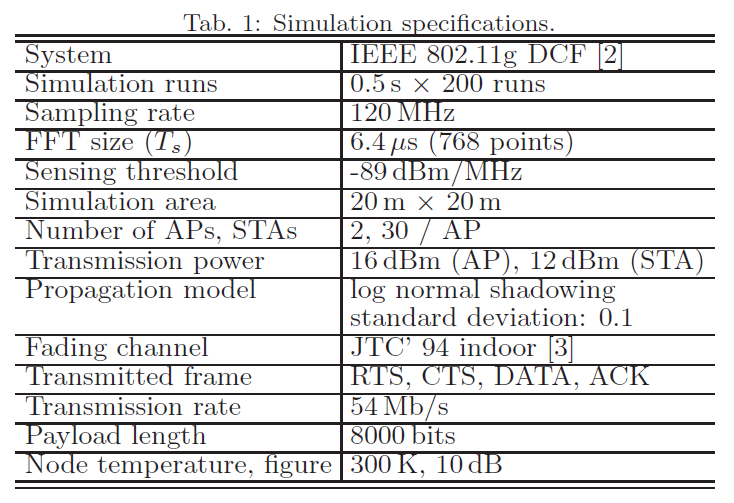 Tab. 1: Simulation specifications.
System IEEE 802.11g DCF [2]
Simulation runs 0.5 s × 200 runs
Sampling rate 120 MHz
FFT size (Tₛ) 6.4 μs (768 points)
Sensing threshold -89 dBm/MHz
Simulation area 20 m × 20 m
Number of APs, STAs 2, 30 / AP
Transmission power 16 dBm (AP), 12 dBm (STA)
Propagation model log normal shadowing
standard deviation: 0.1
Fading channel JTC' 94 indoor [3]
Transmitted frame RTS, CTS, DATA, ACK
Transmission rate 54 Mb/s
Payload length 8000 bits
Node temperature, figure 300 K, 10 dB